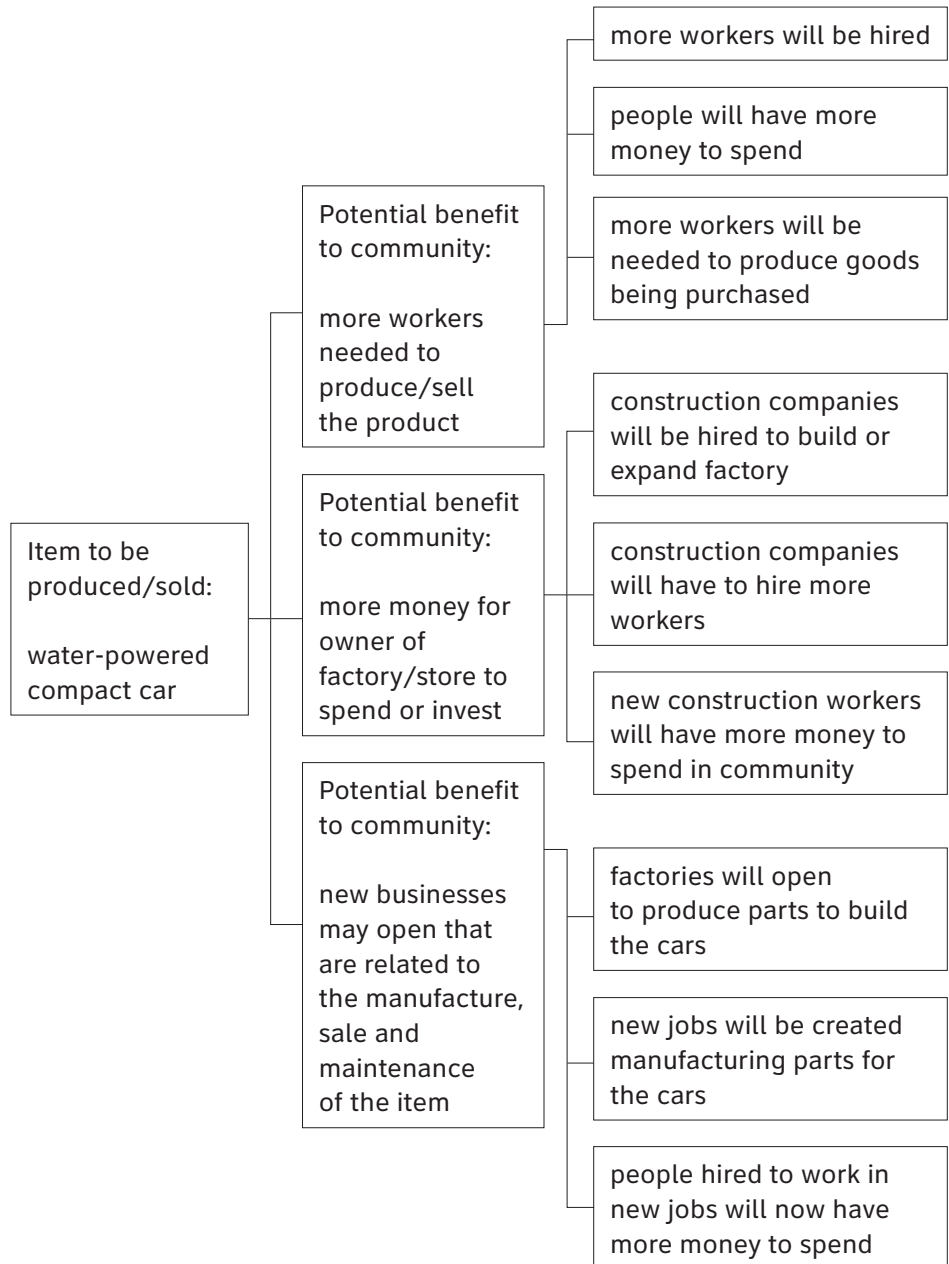 Item to be
produced/sold:
water-powered
compact car
Potential benefit
to community:
more workers
needed to
produce/sell
the product
more workers will be hired
people will have more
money to spend
more workers will be
needed to produce goods
being purchased
Potential benefit
to community:
more money for
owner of
factory/store to
spend or invest
construction companies
will be hired to build or
expand factory
construction companies
will have to hire more
workers
new construction workers
will have more money to
spend in community
Potential benefit
to community:
new businesses
may open that
are related to
the manufacture,
sale and
maintenance
of the item
factories will open
to produce parts to build
the cars
new jobs will be created
manufacturing parts for
the cars
people hired to work in
new jobs will now have
more money to spend